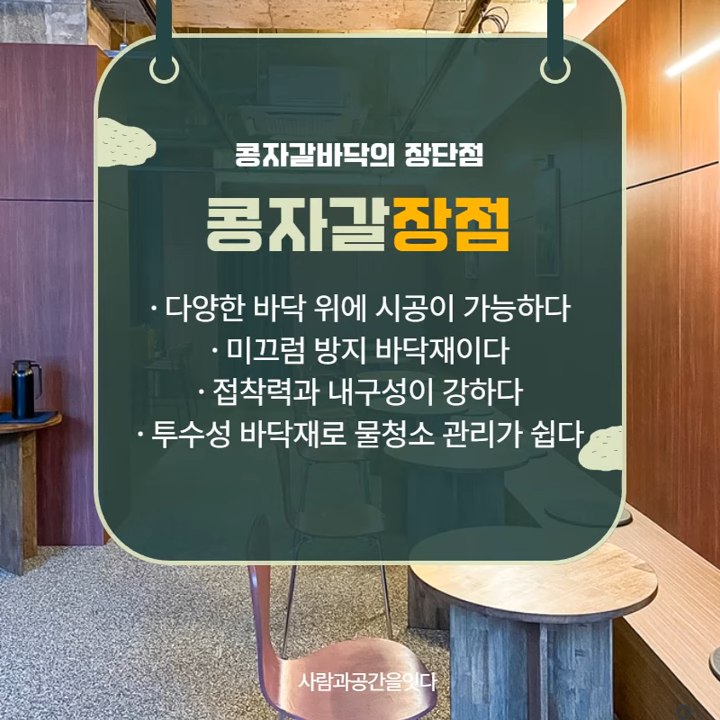 콩자갈바닥의 장단점
콩자갈장점
· 다양한 바닥 위에 시공이 가능하다
· 미끄럼 방지 바닥재이다
· 접착력과 내구성이 강하다
· 투수성 바닥재로 물청소 관리가 쉽다
사람과공간을잇다